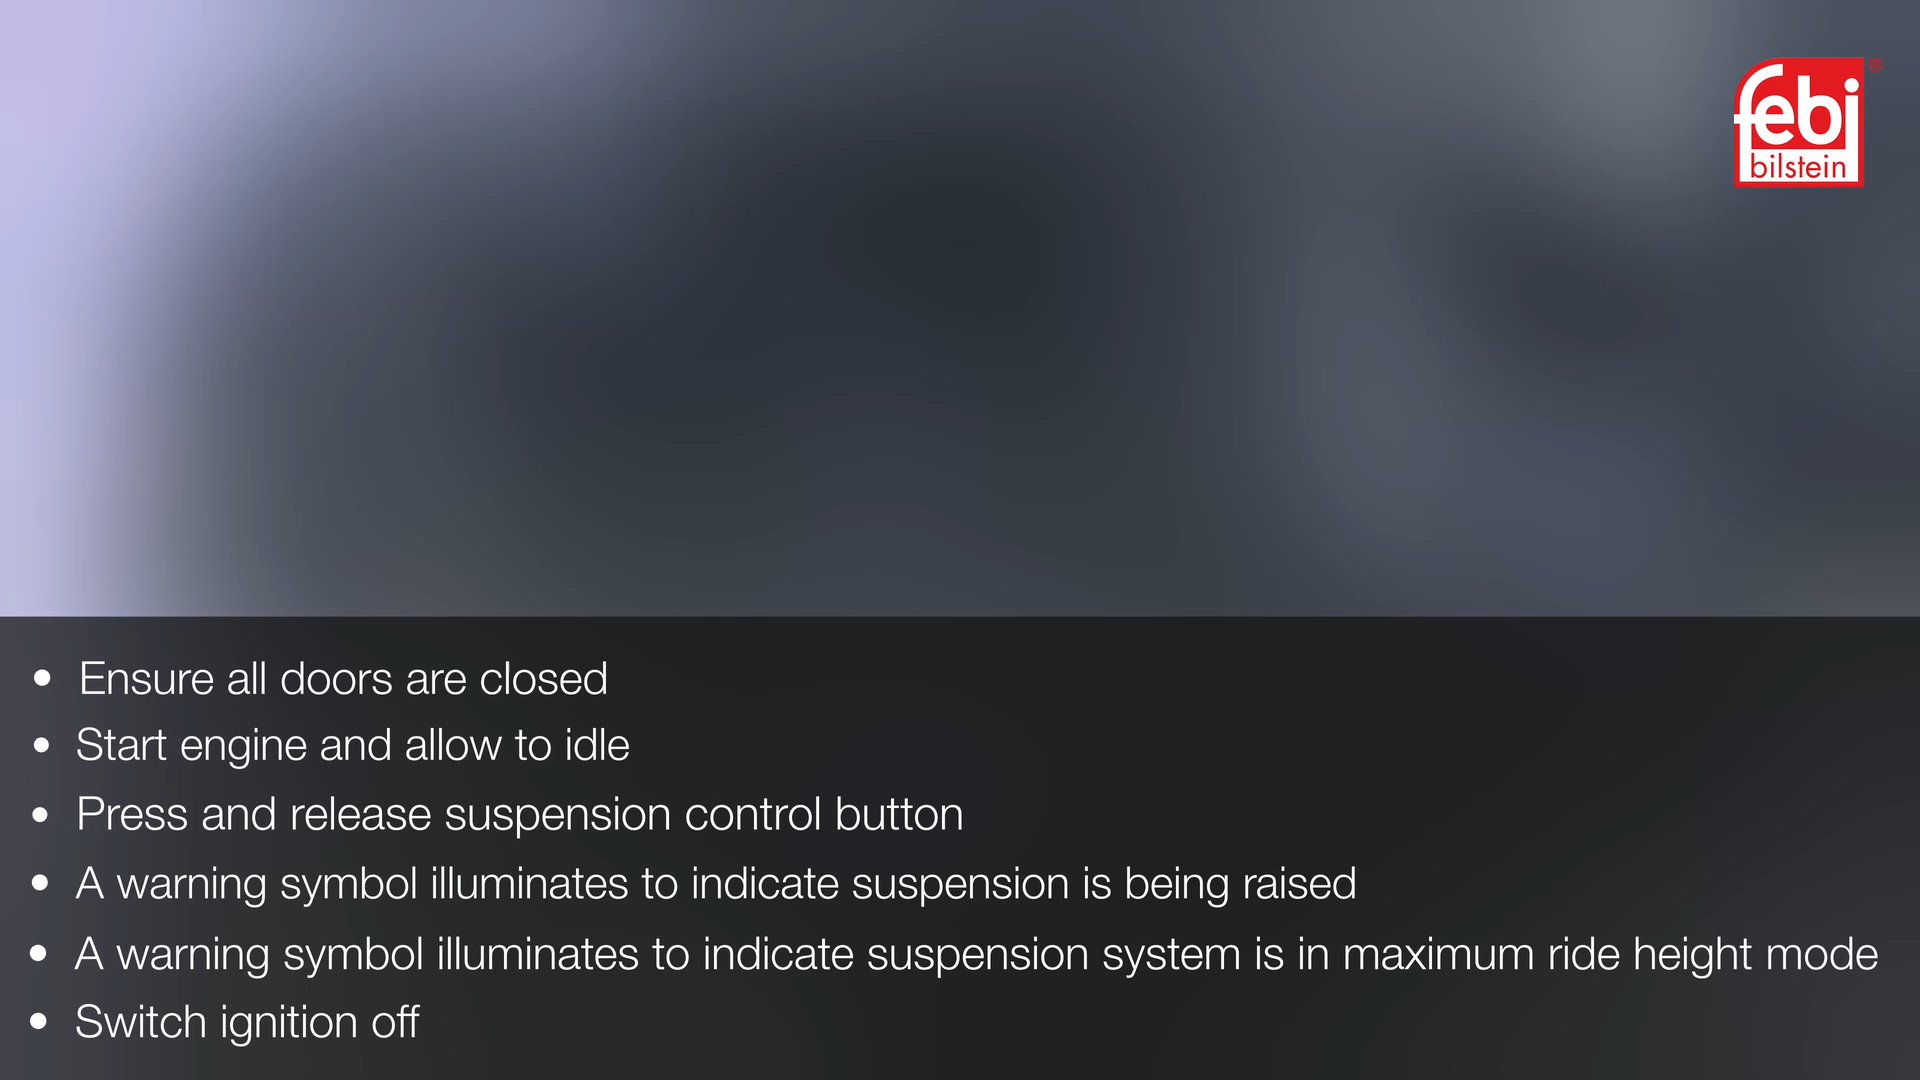 febi®
bilstein
• Ensure all doors are closed
• Start engine and allow to idle
• Press and release suspension control button
• A warning symbol illuminates to indicate suspension is being raised
• A warning symbol illuminates to indicate suspension system is in maximum ride height mode
• Switch ignition off